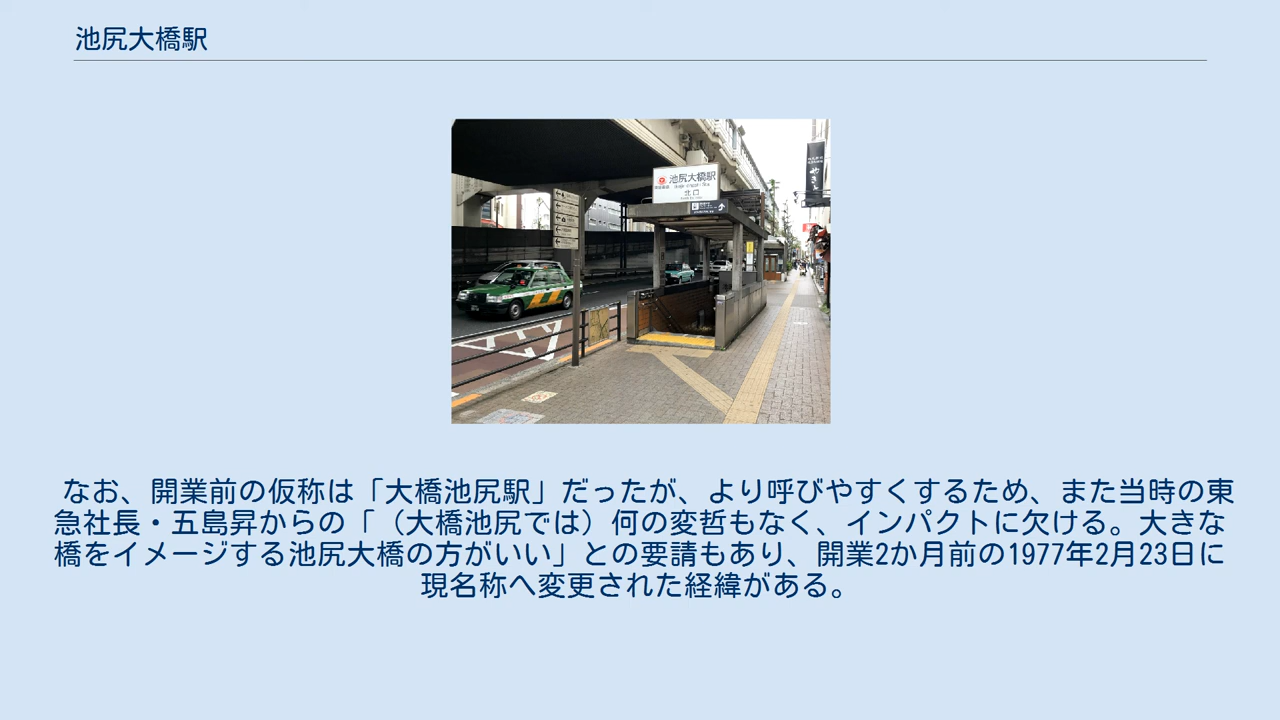 池尻大橋駅
池尻大橋駅
北口
なお、開業前の仮称は「大橋池尻駅」だったが、より呼びやすくするため、また当時の東
急社長・五島昇からの「（大橋池尻では）何の変哲もなく、インパクトに欠ける。大きな
橋をイメージする池尻大橋の方がいい」との要請もあり、開業2か月前の1977年2月23日に
現名称へ変更された経緯がある。